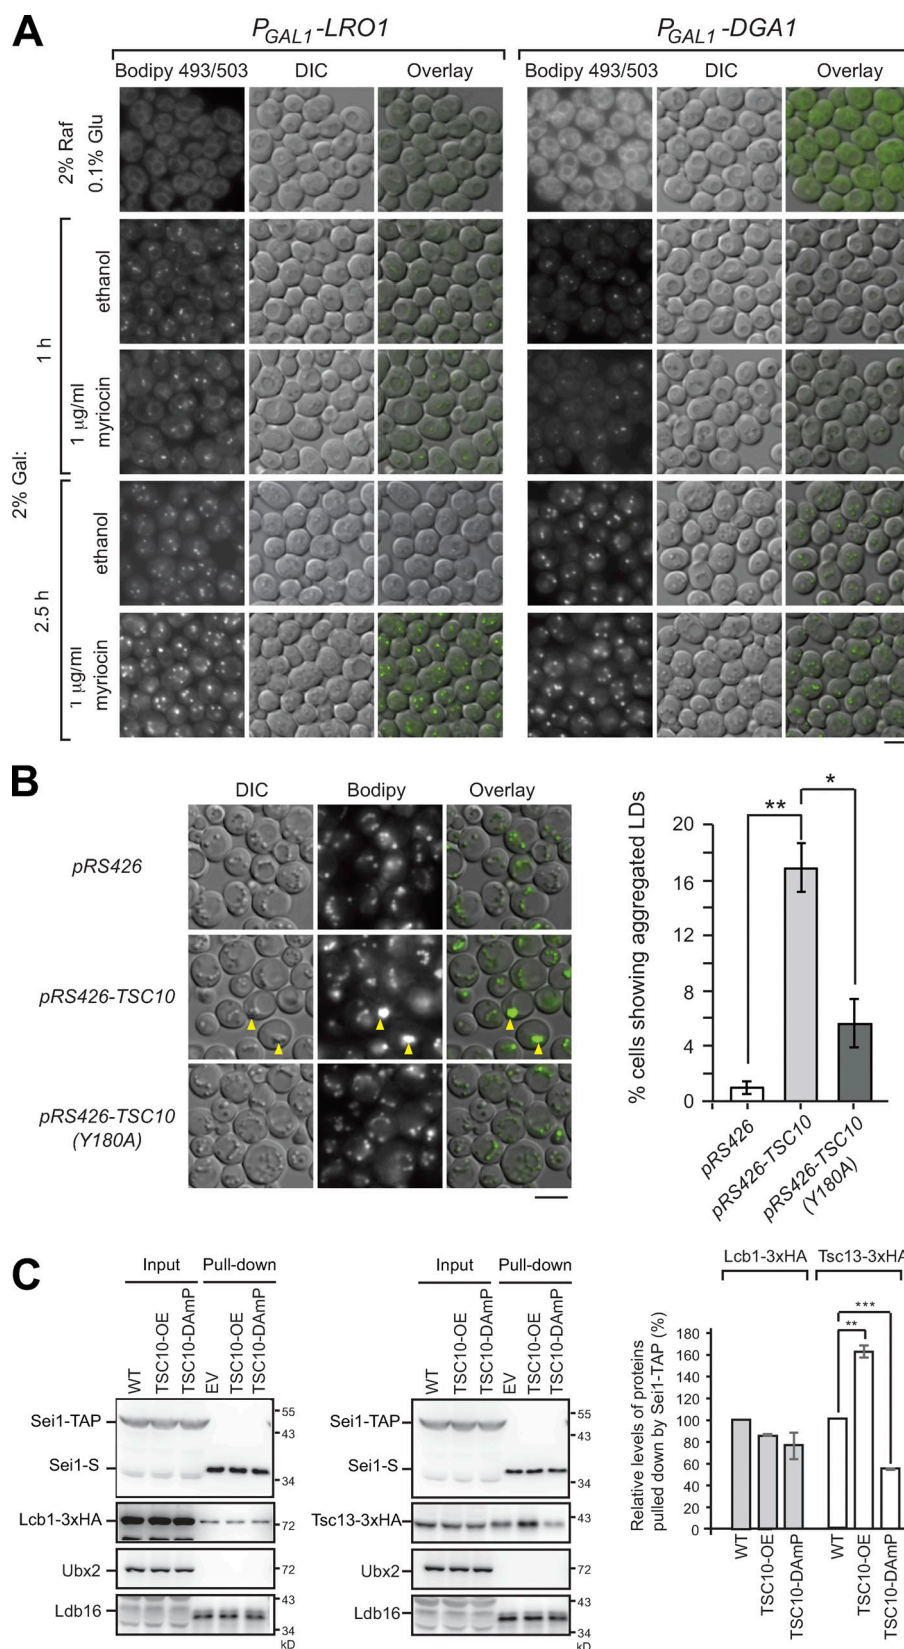 A
PGAL1-LRO1
PGAL1-DGA1
Bodipy 493/503 DIC Overlay Bodipy 493/503 DIC Overlay
2% Raf
0.1% Glu
2% Gal:
1 h
ethanol
1 µg/ml
myriocin
2.5 h
ethanol
1 µg/ml
myriocin
B
DIC Bodipy Overlay
pRS426
pRS426-TSC10
pRS426-TSC10
(Y180A)
% cells showing aggregated LDs
**
*
20
16
12
8
4
0
pRS426
pRS426-TSC10
pRS426-TSC10
(Y180A)
C
Input Pull-down
WT TSC10-OE TSC10-DAmP EV TSC10-OE TSC10-DAmP
Sei1-TAP
55
43
Sei1-S
34
Lcb1-3xHA
72
Ubx2
72
Ldb16
43
34
kD
Input Pull-down
WT TSC10-OE TSC10-DAmP EV TSC10-OE TSC10-DAmP
Sei1-TAP
55
43
Sei1-S
34
Tsc13-3xHA
43
Ubx2
72
Ldb16
43
34
kD
Lcb1-3xHA Tsc13-3xHA
Relative levels of proteins
pulled down by Sei1-TAP (%)
***
**
180
160
140
120
100
80
60
40
20
0
WT TSC10-OE TSC10-DAmP WT TSC10-OE TSC10-DAmP